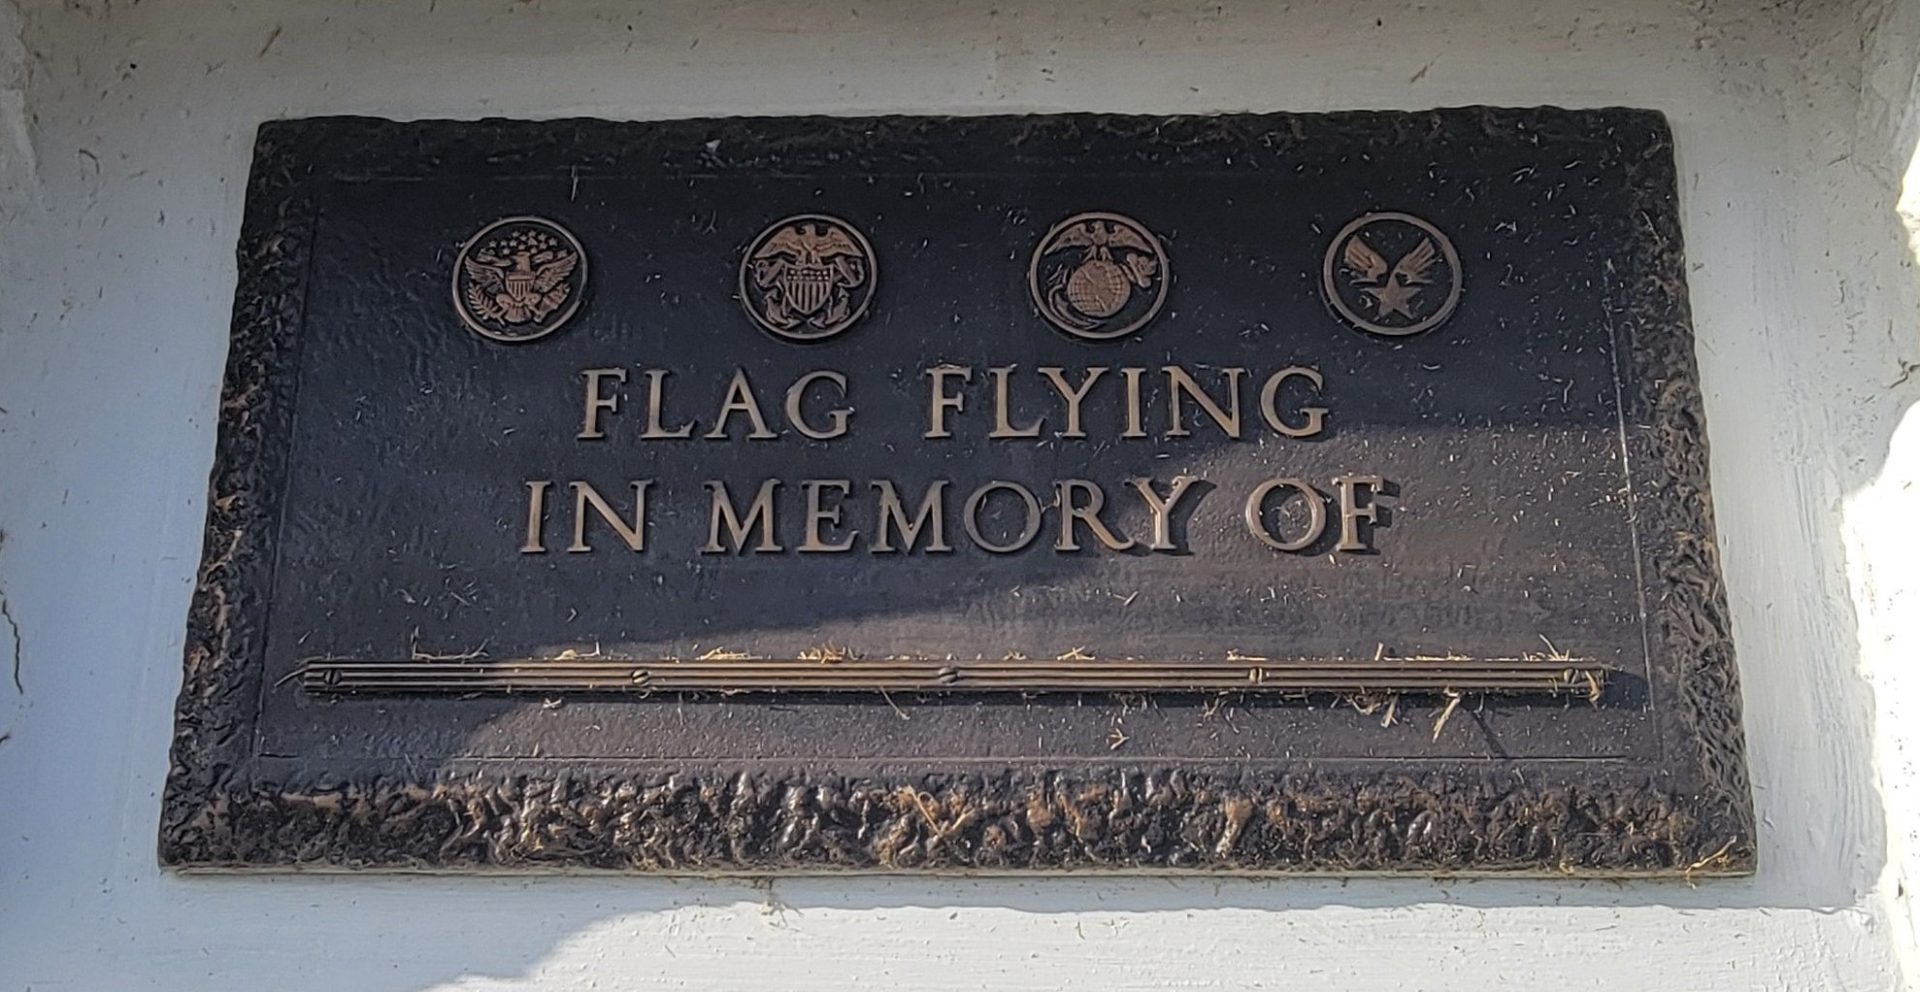 FLAG FLYING
IN MEMORY OF